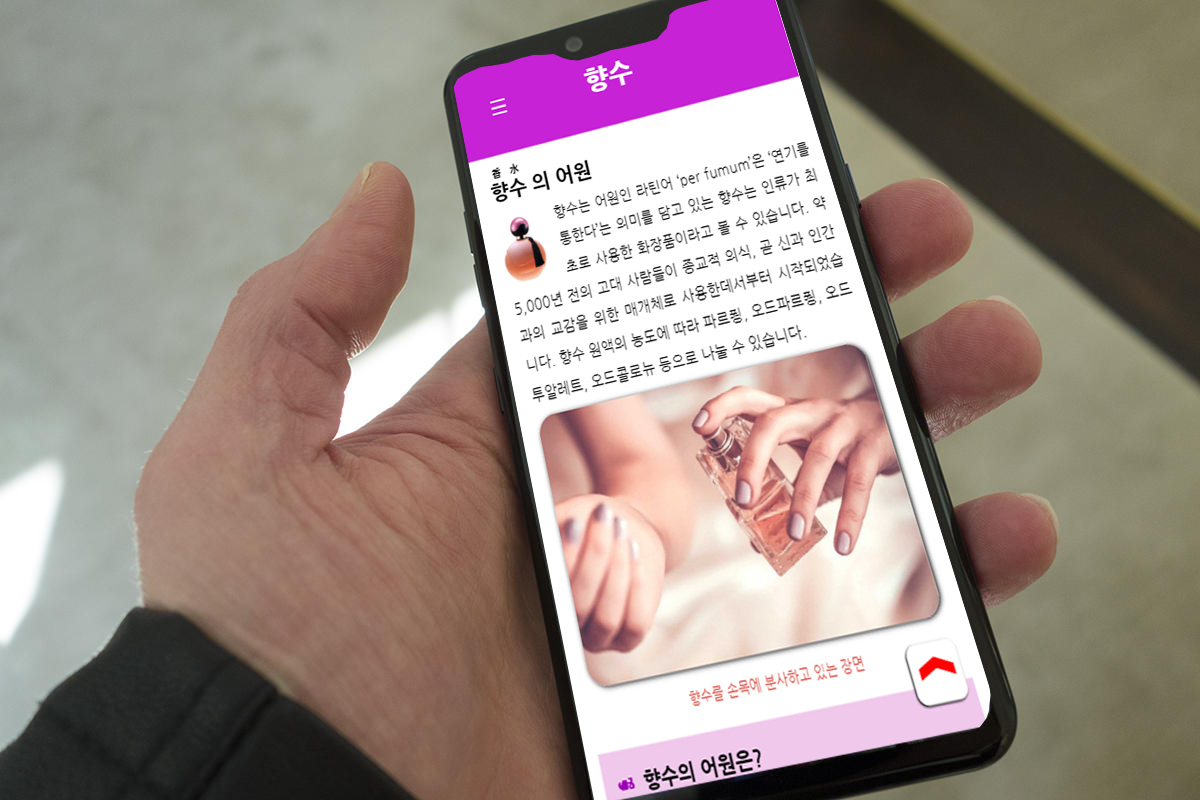 향수
香 水
향수 의 어원
향수는 어원인 라틴어 ‘per fumum’은 ‘연기를
통한다’는 의미를 담고 있는 향수는 인류가 최
초로 사용한 화장품이라고 볼 수 있습니다. 약
5,000년 전의 고대 사람들이 종교적 의식, 곧 신과 인간
과의 교감을 위한 매개체로 사용한데서부터 시작되었습
니다. 향수 원액의 농도에 따라 파르푕, 오드파르푕, 오드
투알레트, 오드콜로뉴 등으로 나눌 수 있습니다.
향수를 손목에 분사하고 있는 장면
향수의 어원은?